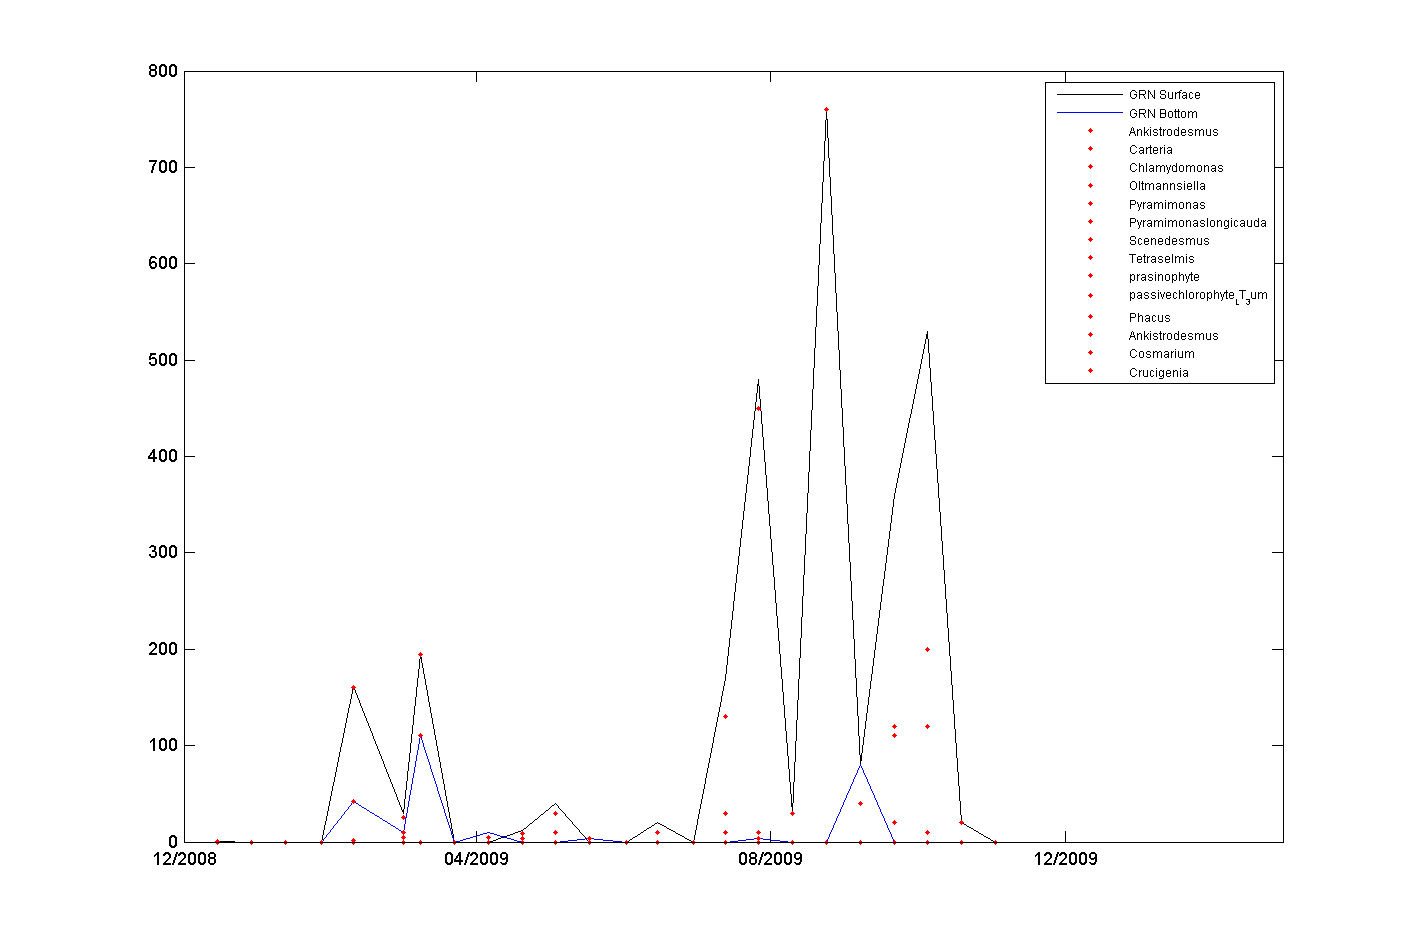 800
700
600
500
400
300
200
100
0
12/2008
04/2009
08/2009
12/2009
GRN Surface
GRN Bottom
Ankistrodesmus
Carteria
Chlamydomonas
Oltmannsiella
Pyramimonas
Pyramimonaslongicauda
Scenedesmus
Tetraselmis
prasinophyte
passivechlorophyteLT3um
Phacus
Ankistrodesmus
Cosmarium
Crucigenia